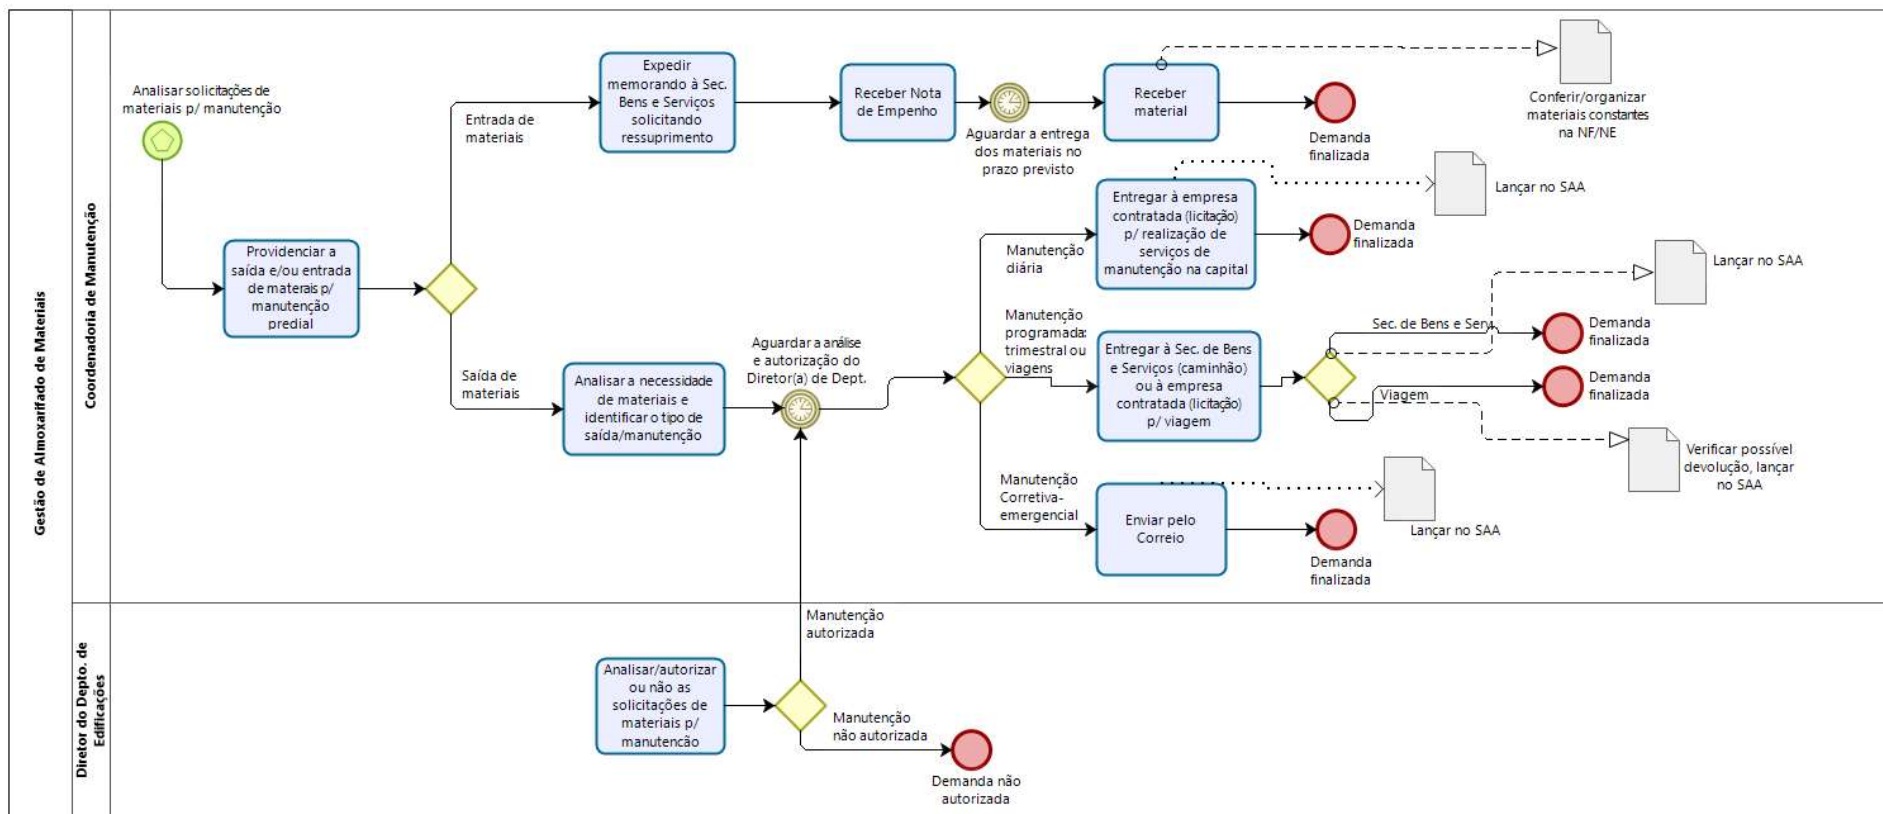 Gestão de Almoxarifado de Materiais
Coordenadoria de Manutenção
Analisar solicitações de
materiais p/ manutenção
Providenciar a
saída e/ou entrada
de materais p/
manutenção
predial
Entrada de
materiais
Expedir
memorando à Sec.
Bens e Serviços
solicitando
ressuprimento
Receber Nota
de Empenho
Aguardar a entrega
dos materiais no
prazo previsto
Receber
material
Demanda
finalizada
Conferir/organizar
materiais constantes
na NF/NE
Saída de
materiais
Analisar a necessidade
de materiais e
identificar o tipo de
saída/manutenção
Aguardar a análise
e autorização do
Diretor(a) de Dept.
Manutenção
diária
Entregar à empresa
contratada (licitação)
p/ realização de
serviços de
manutenção na capital
Lançar no SAA
Demanda
finalizada
Manutenção
programada:
trimestral ou
viagens
Entregar à Sec. de Bens
e Serviços (caminhão)
ou à empresa
contratada (licitação)
p/ viagem
Lançar no SAA
Sec. de Bens e Serv.
Demanda
finalizada
Viagem
Demanda
finalizada
Verificar possível
devolução, lançar
no SAA
Manutenção
Corretiva-
emergencial
Enviar pelo
Correio
Lançar no SAA
Demanda
finalizada
Diretor do Depto. de
Edificações
Analisar/autorizar
ou não as
solicitações de
materiais p/
manutenção
Manutenção
autorizada
Manutenção
não autorizada
Demanda não
autorizada